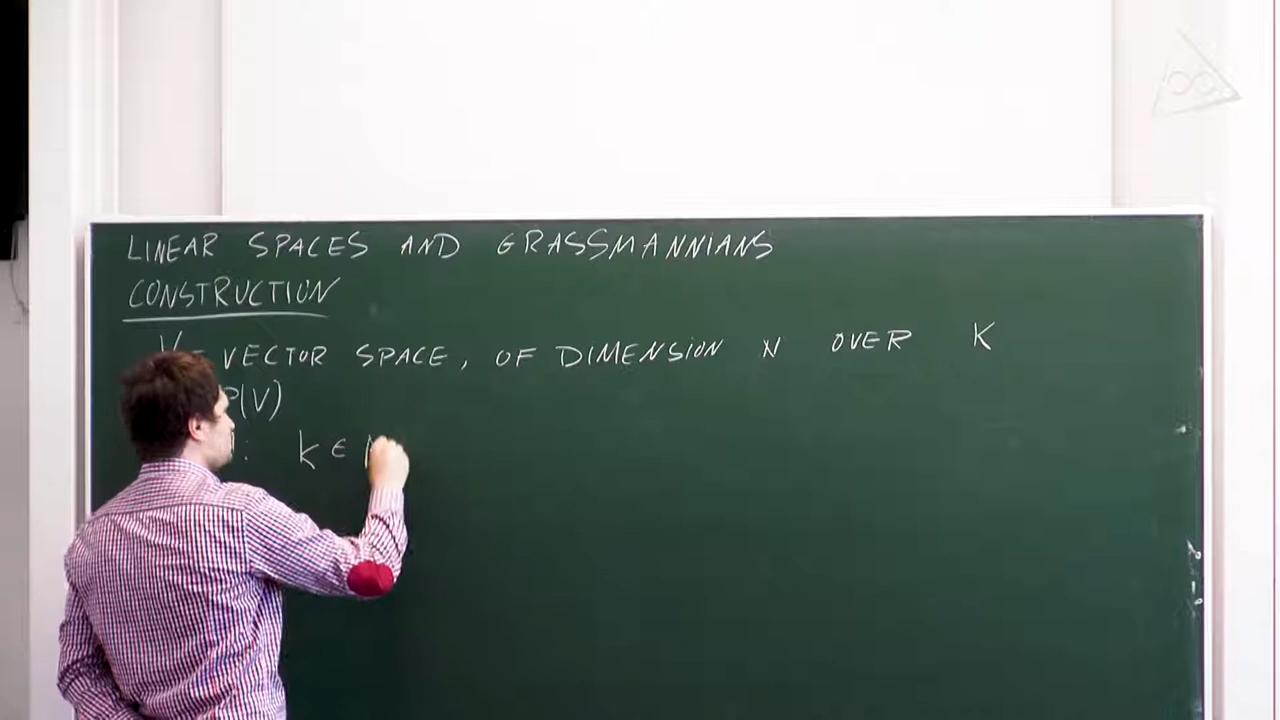 LINEAR SPACES AND GRASSMANNIANS
CONSTRUCTION
V = VECTOR SPACE, OF DIMENSION N OVER K
P(V)
: K ∈